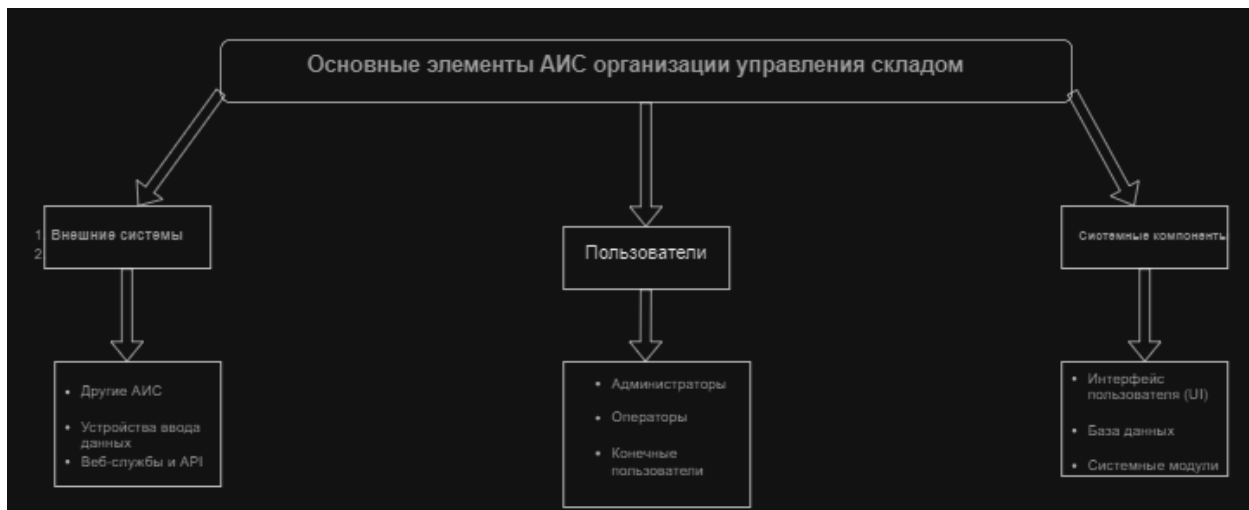 Основные элементы АИС организации управления складом
1 Внешние системы
2
Пользователи
Системные компоненть
• Другие АИС
• Устройства ввода
данных
• Веб-службы и API
• Администраторы
• Операторы
• Конечные
пользователи
• Интерфейс
пользователя (UI)
• База данных
• Системные модули